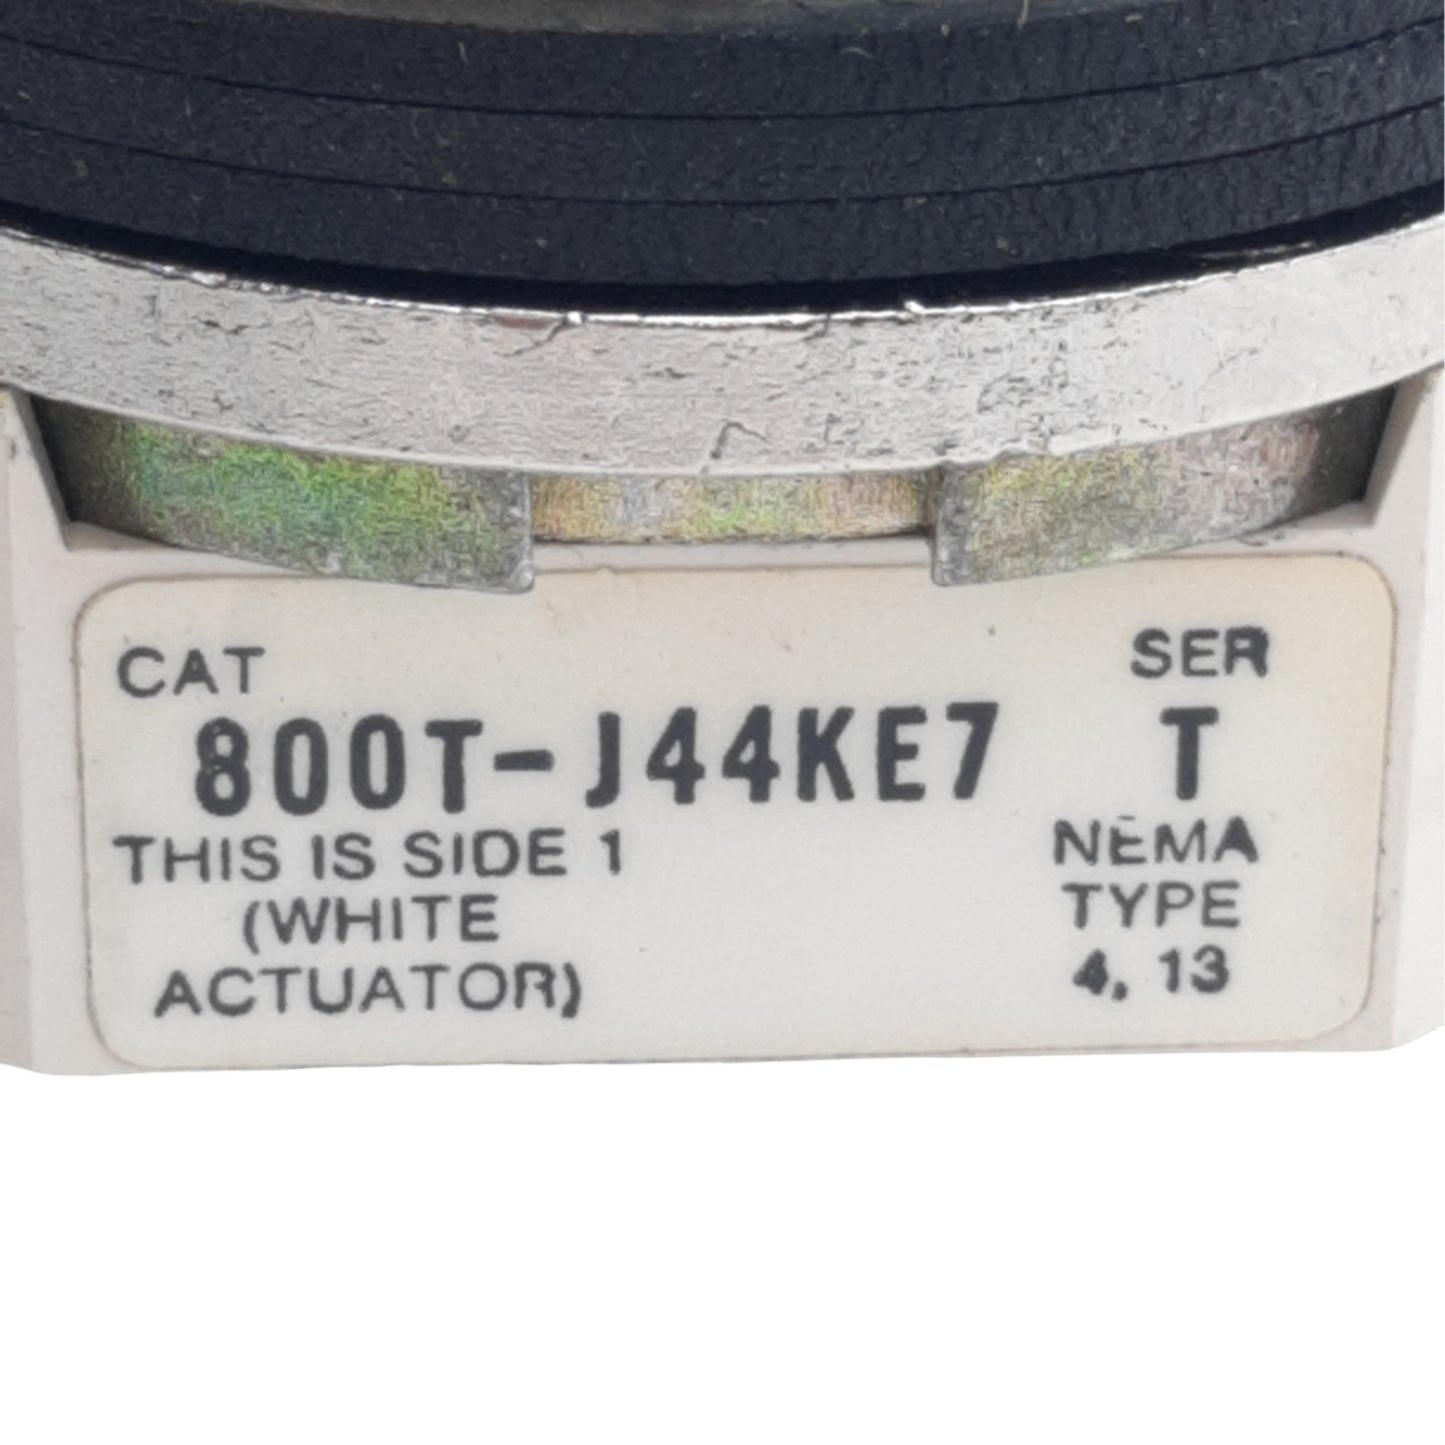 CAT
SER
800T-J44KE7
T
THIS IS SIDE 1
(WHITE
ACTUATOR)
NEMA
TYPE
4, 13